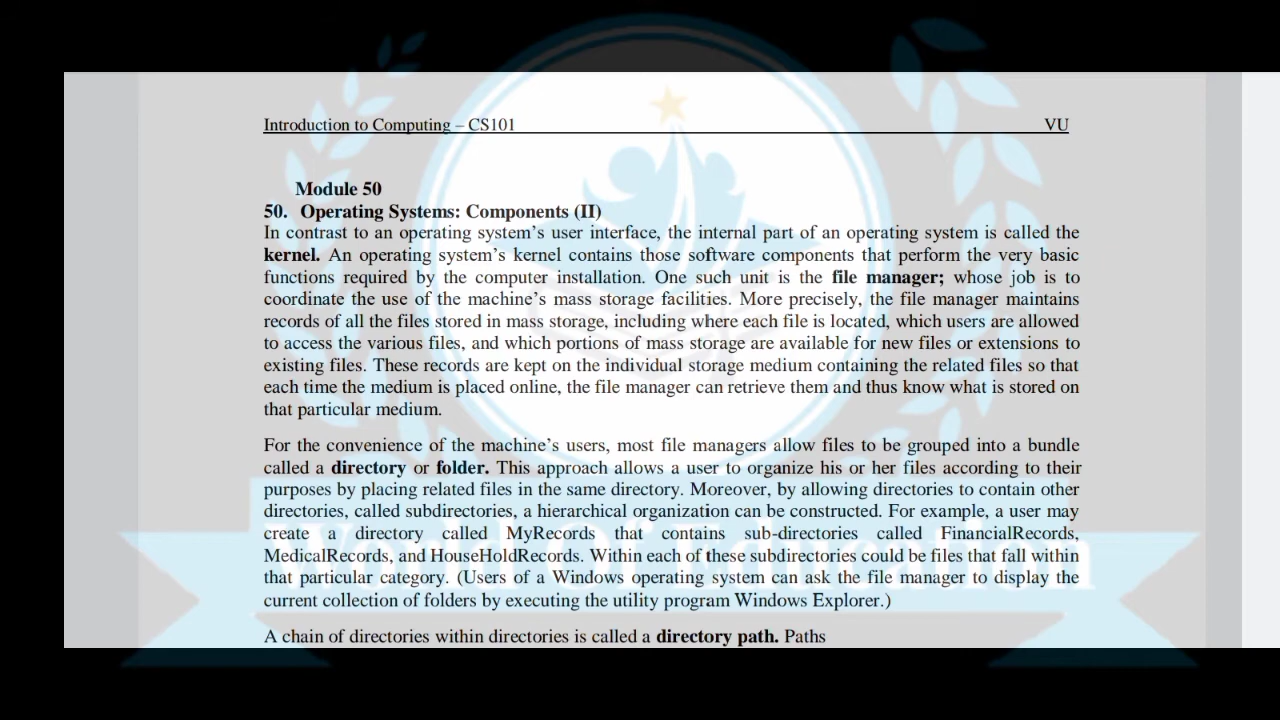 Introduction to Computing – CS101 VU
Module 50
50. Operating Systems: Components (II)
In contrast to an operating system's user interface, the internal part of an operating system is called the
kernel. An operating system's kernel contains those software components that perform the very basic
functions required by the computer installation. One such unit is the file manager; whose job is to
coordinate the use of the machine's mass storage facilities. More precisely, the file manager maintains
records of all the files stored in mass storage, including where each file is located, which users are allowed
to access the various files, and which portions of mass storage are available for new files or extensions to
existing files. These records are kept on the individual storage medium containing the related files so that
each time the medium is placed online, the file manager can retrieve them and thus know what is stored on
that particular medium.
For the convenience of the machine's users, most file managers allow files to be grouped into a bundle
called a directory or folder. This approach allows a user to organize his or her files according to their
purposes by placing related files in the same directory. Moreover, by allowing directories to contain other
directories, called subdirectories, a hierarchical organization can be constructed. For example, a user may
create a directory called MyRecords that contains sub-directories called FinancialRecords,
MedicalRecords, and HouseHoldRecords. Within each of these subdirectories could be files that fall within
that particular category. (Users of a Windows operating system can ask the file manager to display the
current collection of folders by executing the utility program Windows Explorer.)
A chain of directories within directories is called a directory path. Paths
World Of Education